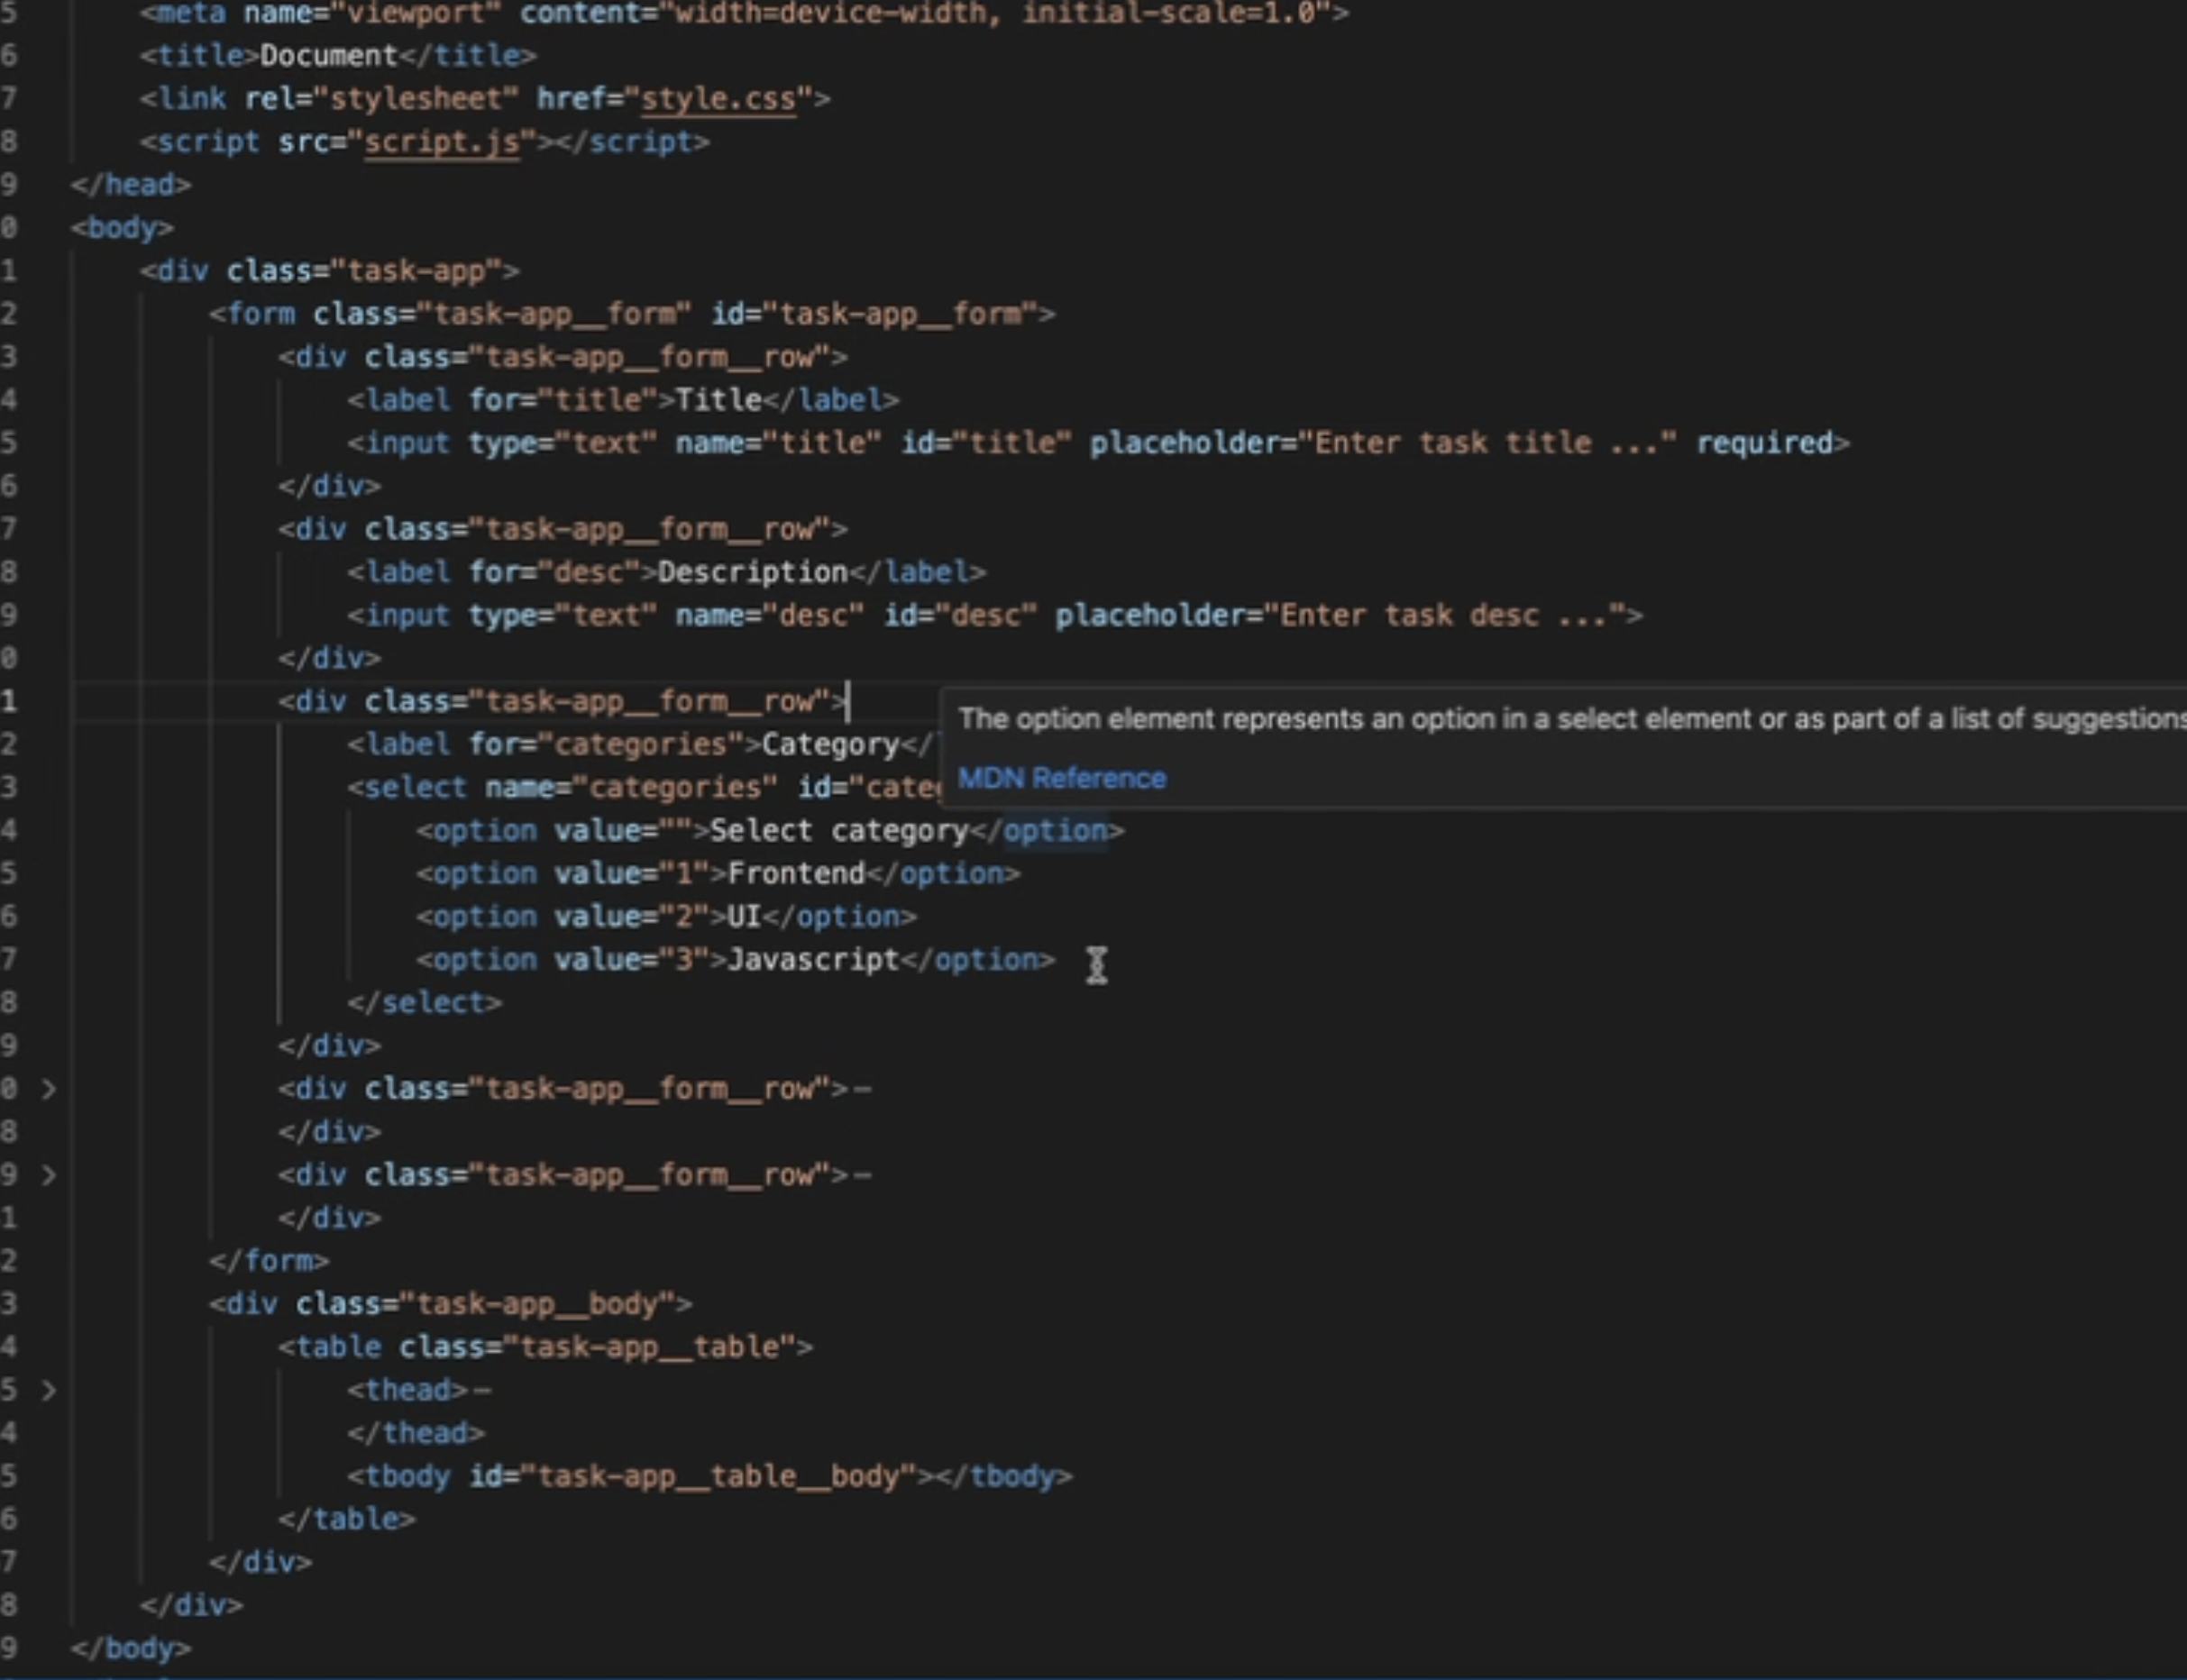 5 <meta name="viewport" content="width=device-width, initial-scale=1.0">
6 <title>Document</title>
7 <link rel="stylesheet" href="style.css">
8 <script src="script.js"></script>
9 </head>
0 <body>
1 <div class="task-app">
2 <form class="task-app__form" id="task-app__form">
3 <div class="task-app__form__row">
4 <label for="title">Title</label>
5 <input type="text" name="title" id="title" placeholder="Enter task title ..." required>
6 </div>
7 <div class="task-app__form__row">
8 <label for="desc">Description</label>
9 <input type="text" name="desc" id="desc" placeholder="Enter task desc ...">
0 </div>
1 <div class="task-app__form__row">
The option element represents an option in a select element or as part of a list of suggestions
2 <label for="categories">Category</
MDN Reference
3 <select name="categories" id="categ
4 <option value="">Select category</option>
5 <option value="1">Frontend</option>
6 <option value="2">UI</option>
7 <option value="3">Javascript</option>
8 </select>
9 </div>
0 > <div class="task-app__form__row">–
8 </div>
9 > <div class="task-app__form__row">–
1 </div>
2 </form>
3 <div class="task-app__body">
4 <table class="task-app__table">
5 > <thead>–
4 </thead>
5 <tbody id="task-app__table__body"></tbody>
6 </table>
7 </div>
8 </div>
9 </body>